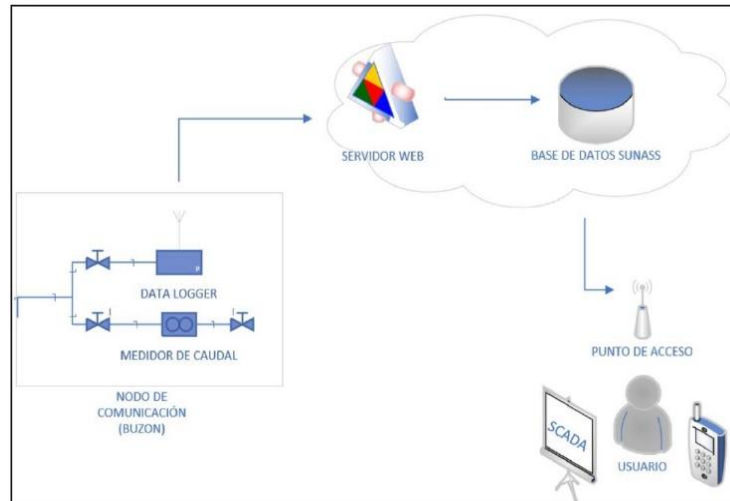 SERVIDOR WEB
BASE DE DATOS SUNASS
DATA LOGGER
MEDIDOR DE CAUDAL
NODO DE
COMUNICACIÓN
(BUZON)
PUNTO DE ACCESO
SCADA
USUARIO